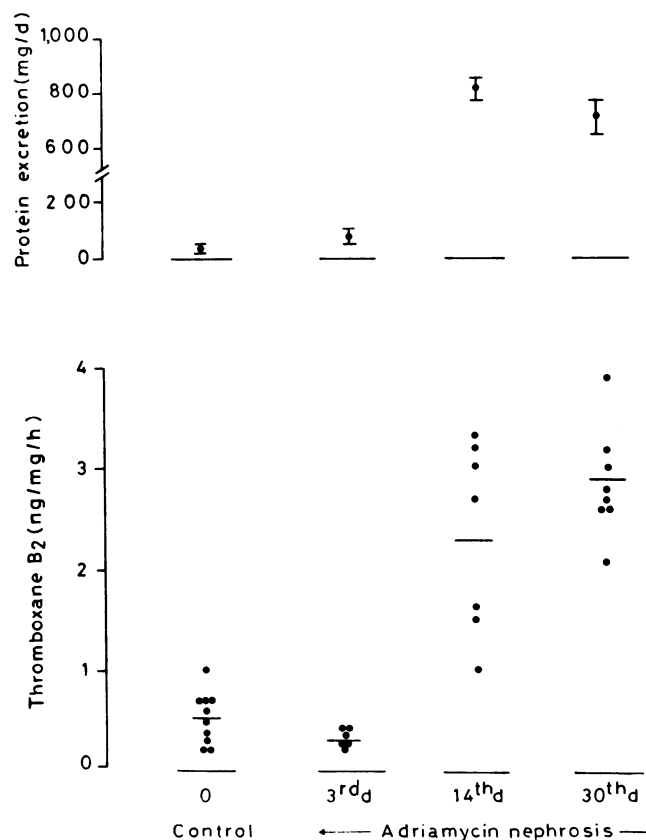 Protein excretion (mg/d)
1,000
800
600
200
0
Thromboxane B2 (ng/mg/h)
4
3
2
1
0
0 3rd d 14th d 30th d
Control ← Adriamycin nephrosis